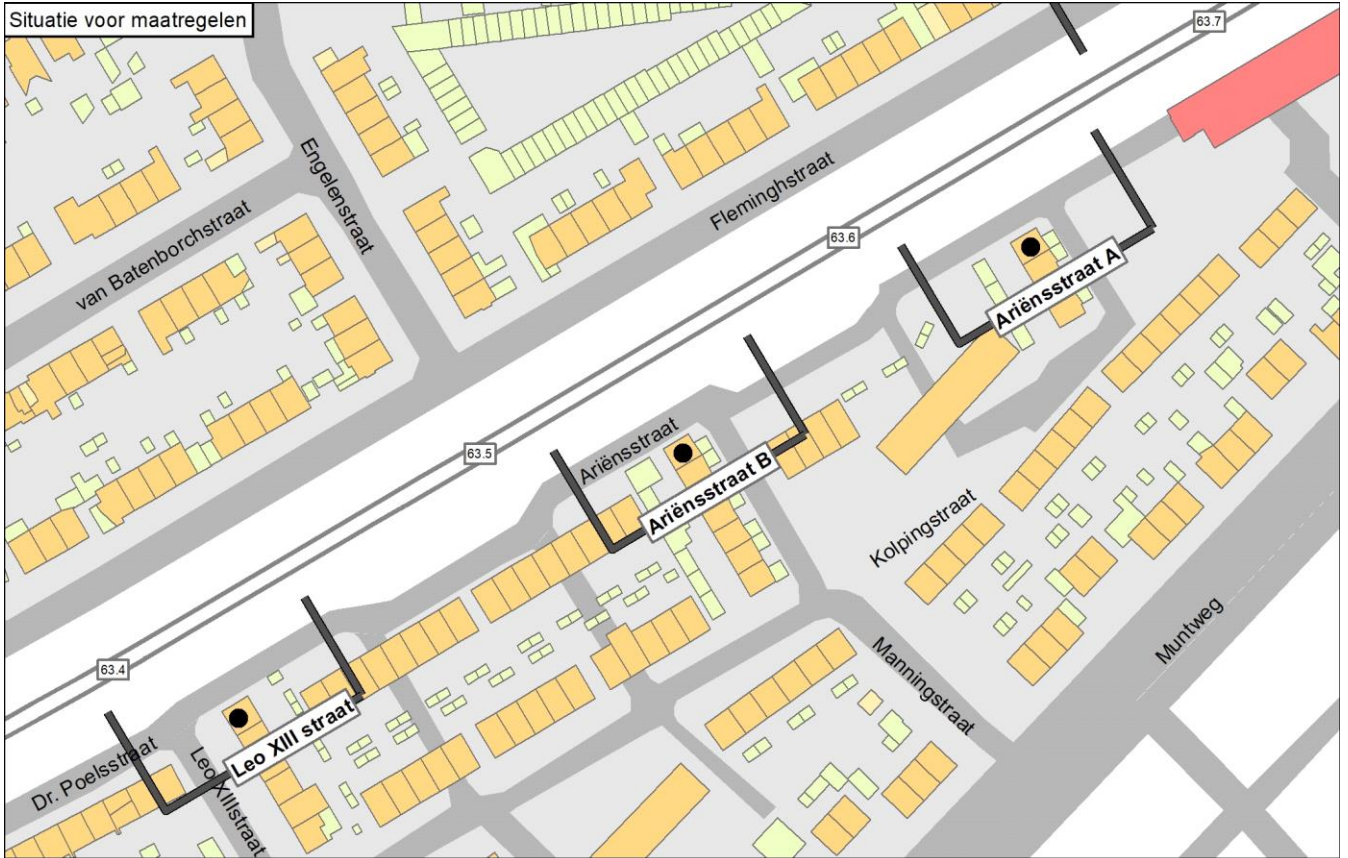 Situatie voor maatregelen
63.7
Engelenstraat
Fleminghstraat
van Batenborchstraat
63.6
Ariënsstraat A
Ariënsstraat
63.5
Ariënsstraat B
Kolpingstraat
Muntweg
Manningstraat
63.4
Leo XIII straat
Dr. Poelsstraat
Leo XIIIstraat